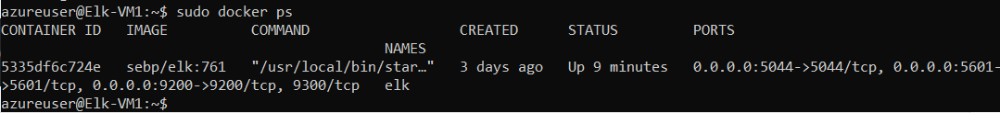 azureuser@Elk-VM1:~$ sudo docker ps
CONTAINER ID   IMAGE          COMMAND                  CREATED      STATUS         PORTS
                                       NAMES
5335df6c724e   sebp/elk:761   "/usr/local/bin/star…"   3 days ago   Up 9 minutes   0.0.0.0:5044->5044/tcp, 0.0.0.0:5601-
>5601/tcp, 0.0.0.0:9200->9200/tcp, 9300/tcp   elk
azureuser@Elk-VM1:~$